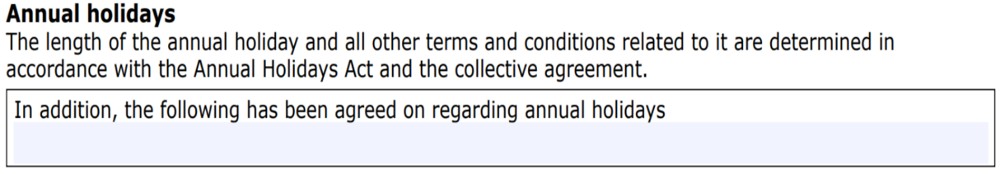 Annual holidays
The length of the annual holiday and all other terms and conditions related to it are determined in
accordance with the Annual Holidays Act and the collective agreement.
In addition, the following has been agreed on regarding annual holidays